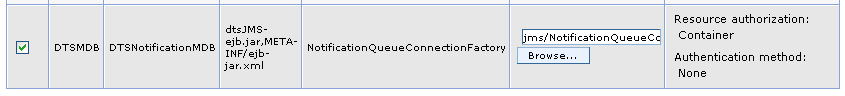 DTSMDB
DTSNotificationMDB
dtsJMS-
ejb.jar,META-
INF/ejb-
jar.xml
NotificationQueueConnectionFactory
jms/NotificationQueueCc
Browse...
Resource authorization:
Container
Authentication method:
None